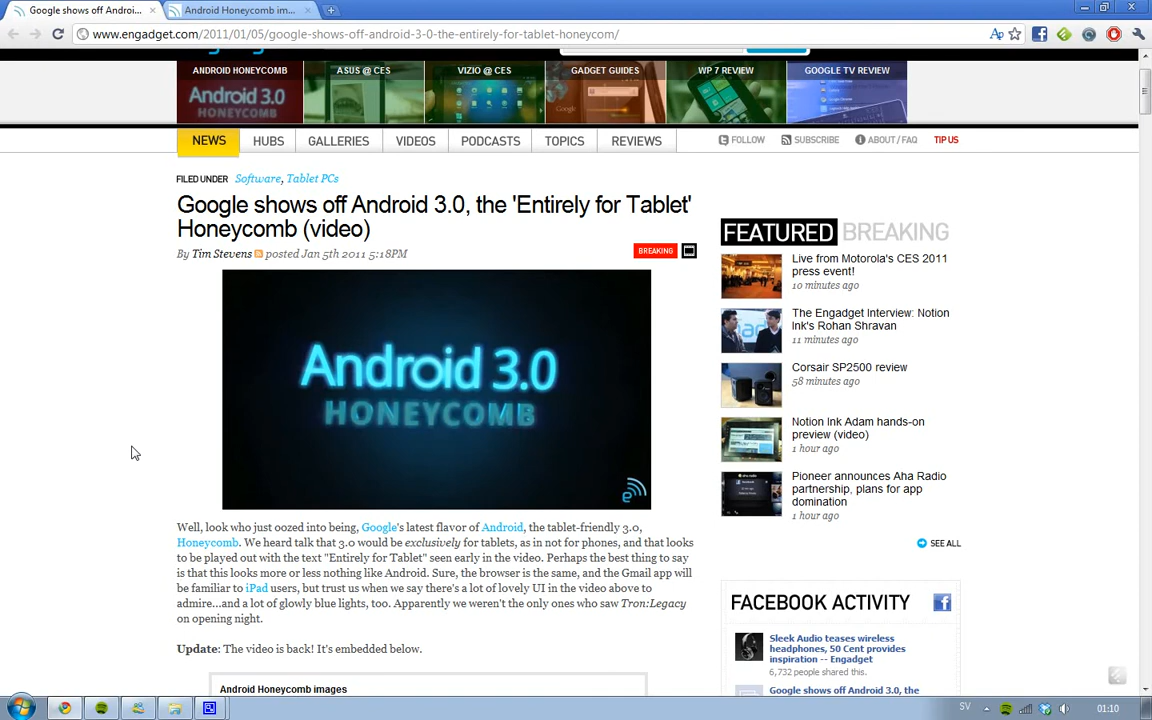 Google shows off Androi...
Android Honeycomb im...
www.engadget.com/2011/01/05/google-shows-off-android-3-0-the-entirely-for-tablet-honeycom/
ANDROID HONEYCOMB
ASUS @ CES
VIZIO @ CES
GADGET GUIDES
WP 7 REVIEW
GOOGLE TV REVIEW
Android 3.0
HONEYCOMB
NEWS
HUBS
GALLERIES
VIDEOS
PODCASTS
TOPICS
REVIEWS
FOLLOW
SUBSCRIBE
ABOUT / FAQ
TIP US
FILED UNDER Software, Tablet PCs
Google shows off Android 3.0, the 'Entirely for Tablet'
Honeycomb (video)
By Tim Stevens posted Jan 5th 2011 5:18PM
BREAKING
Android 3.0
HONEYCOMB
Well, look who just oozed into being, Google's latest flavor of Android, the tablet-friendly 3.0,
Honeycomb. We heard talk that 3.0 would be exclusively for tablets, as in not for phones, and that looks
to be played out with the text "Entirely for Tablet" seen early in the video. Perhaps the best thing to say
is that this looks more or less nothing like Android. Sure, the browser is the same, and the Gmail app will
be familiar to iPad users, but trust us when we say there's a lot of lovely UI in the video above to
admire...and a lot of glowly blue lights, too. Apparently we weren't the only ones who saw Tron:Legacy
on opening night.
Update: The video is back! It's embedded below.
Android Honeycomb images
FEATURED BREAKING
Live from Motorola's CES 2011
press event!
10 minutes ago
The Engadget Interview: Notion
Ink's Rohan Shravan
11 minutes ago
Corsair SP2500 review
58 minutes ago
Notion Ink Adam hands-on
preview (video)
1 hour ago
Pioneer announces Aha Radio
partnership, plans for app
domination
1 hour ago
SEE ALL
FACEBOOK ACTIVITY
Sleek Audio teases wireless
headphones, 50 Cent provides
inspiration -- Engadget
6,732 people shared this.
Google shows off Android 3.0, the
SV
01:10